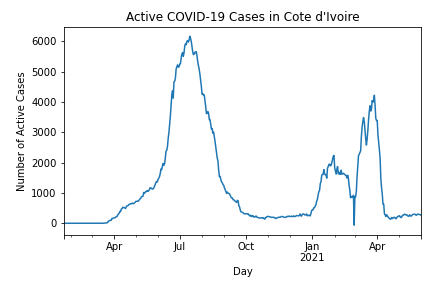 Active COVID-19 Cases in Cote d'Ivoire
Number of Active Cases
6000
5000
4000
3000
2000
1000
0
Apr
Jul
Oct
Jan
2021
Apr
Day